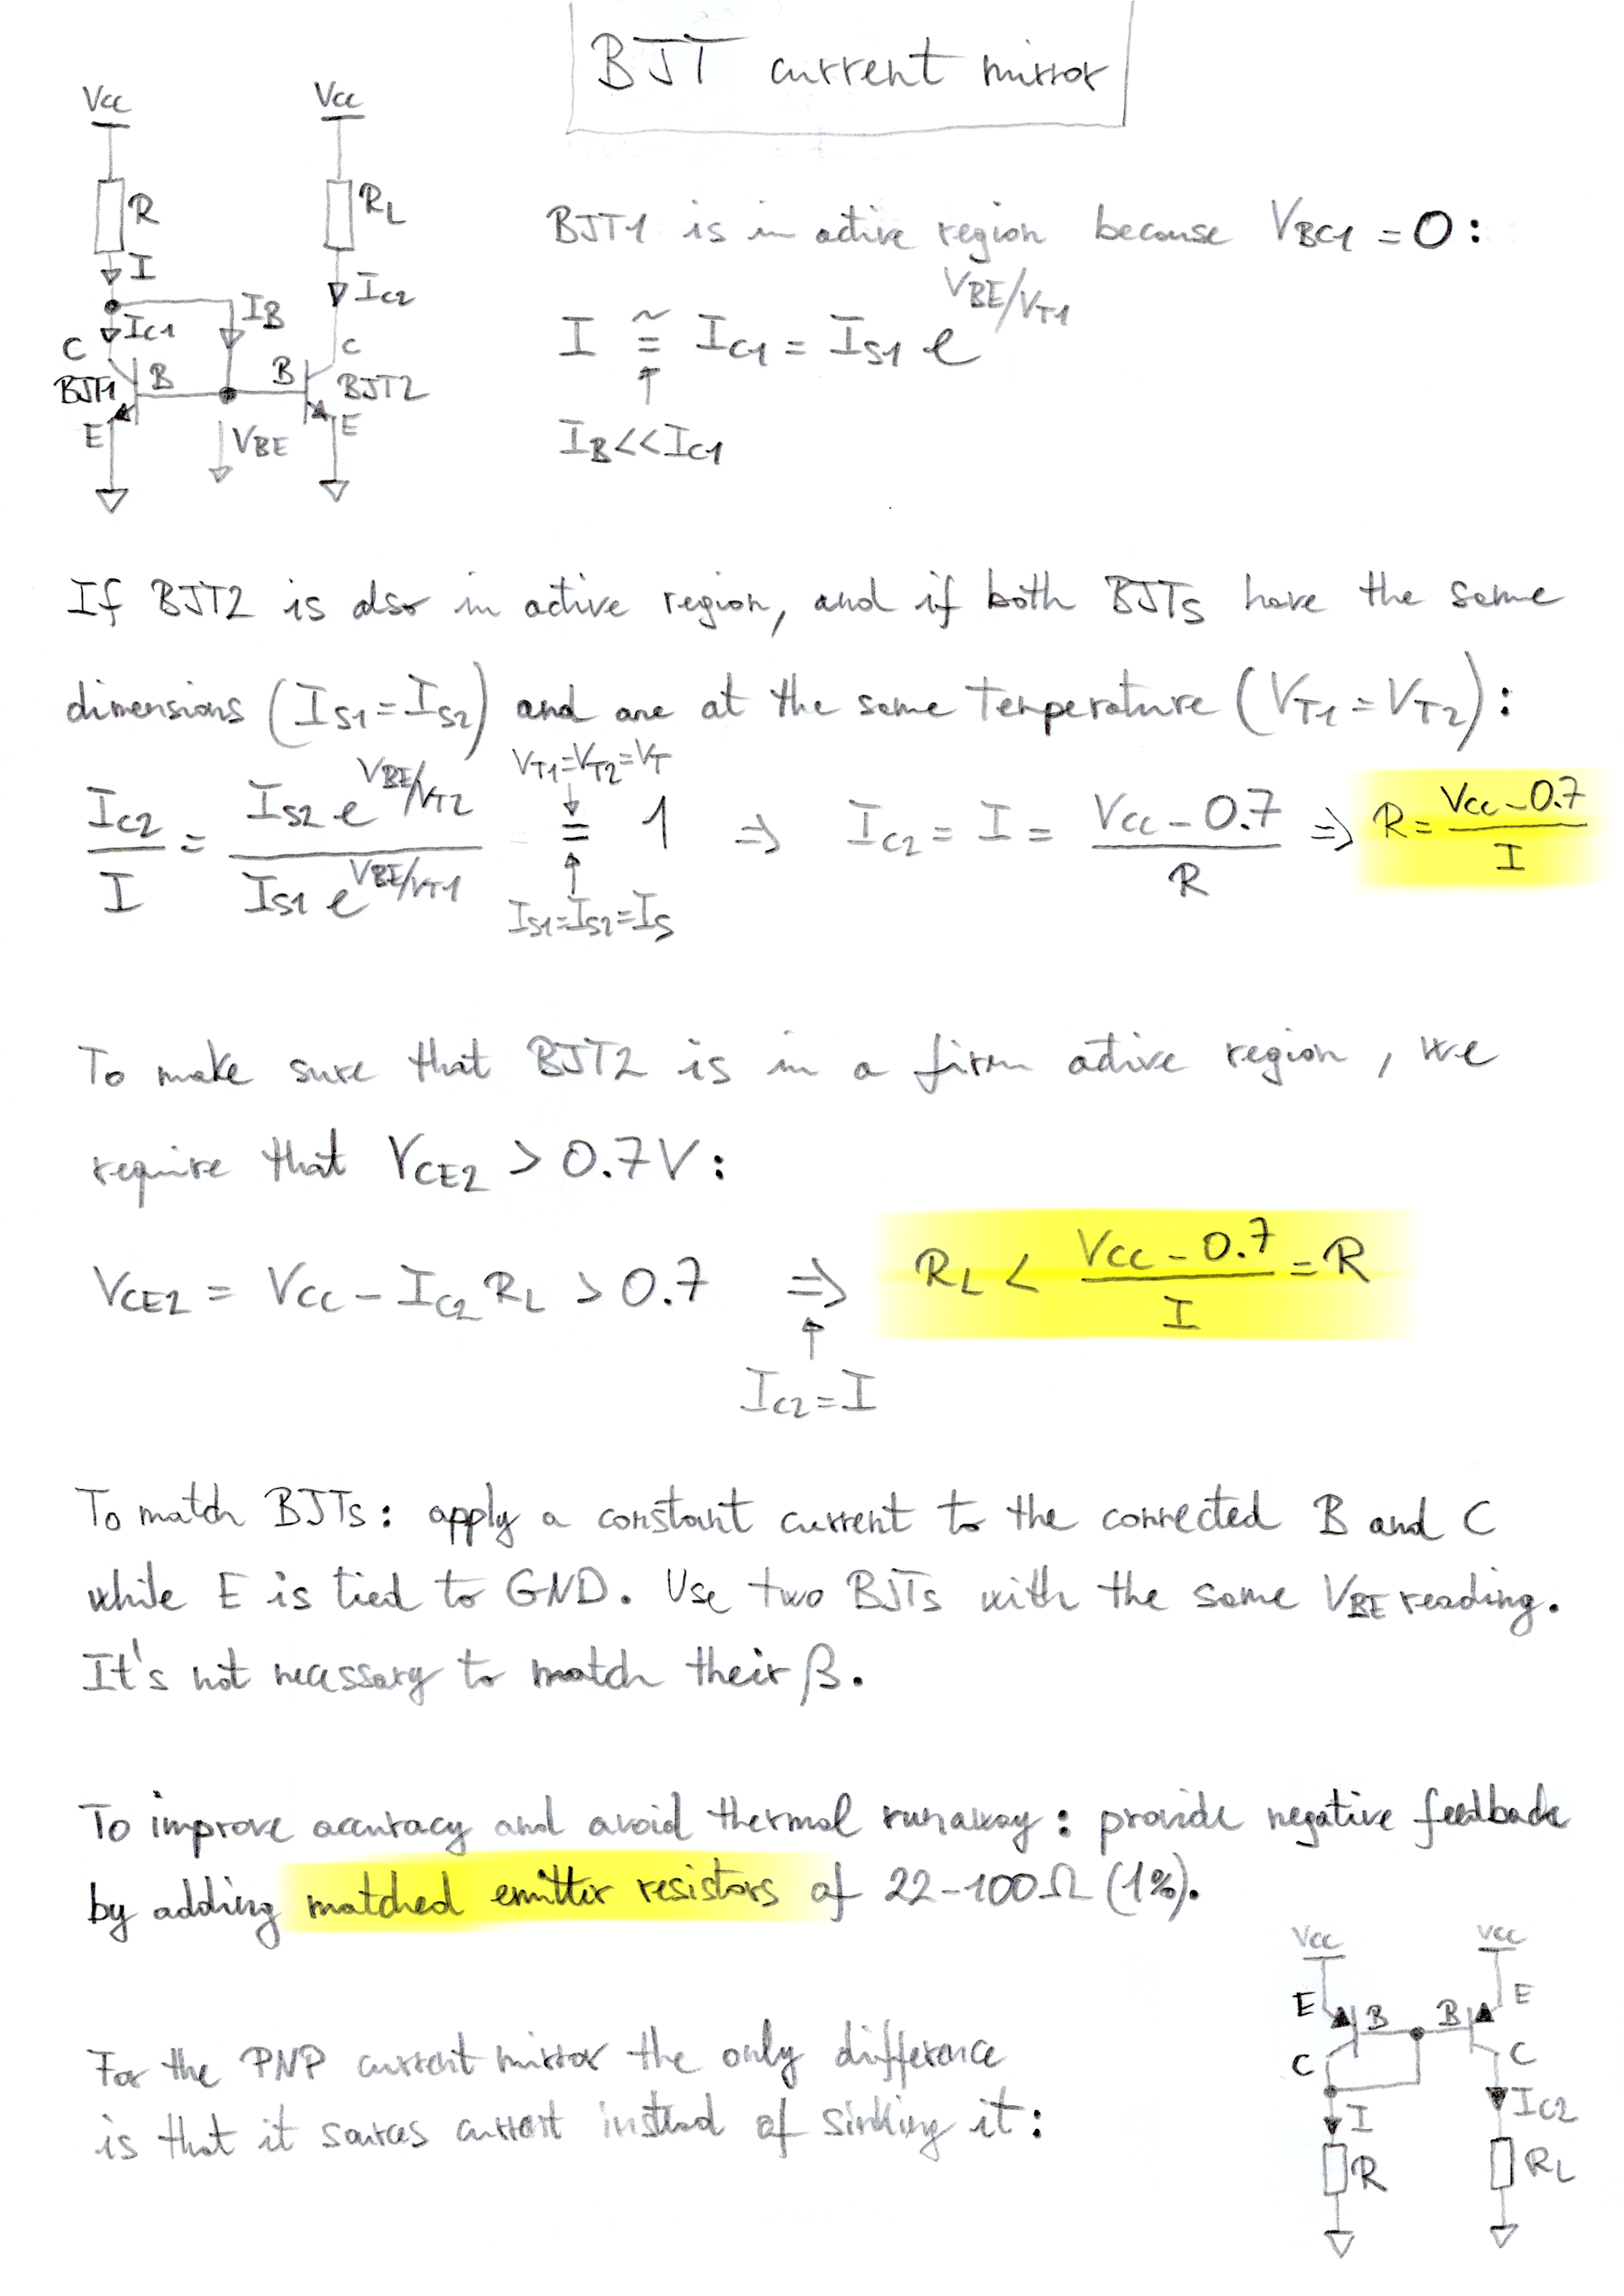 BJT current mirror
Vcc Vcc
R RL
I IC2
IC1 IB
C C
BJT1 B B BJT2
E VBE E
BJT1 is in active region because VBC1 = 0:
I ≅ IC1 = IS1 e^VBE/VT1
↑
IB<<IC1
If BJT2 is also in active region, and if both BJTs have the same
dimensions (IS1=IS2) and are at the same temperature (VT1=VT2):
VT1=VT2=VT
IC2/I = IS2 e^VBE/VT2 / IS1 e^VBE/VT1 = 1 ⇒ IC2 = I = Vcc-0.7/R ⇒ R = Vcc-0.7/I
IS1=IS2=IS
To make sure that BJT2 is in a firm active region, we
require that VCE2 > 0.7V:
VCE2 = VCC - IC2 RL > 0.7 ⇒ RL < Vcc-0.7/I = R
↑
IC2=I
To match BJTs: apply a constant current to the connected B and C
while E is tied to GND. Use two BJTs with the same VBE reading.
It's not necessary to match their β.
To improve accuracy and avoid thermal runaway: provide negative feedback
by adding matched emitter resistors of 22-100Ω (1%).
For the PNP current mirror the only difference
is that it sources current instead of sinking it:
Vcc Vcc
E B B E
C C
I IC2
R RL